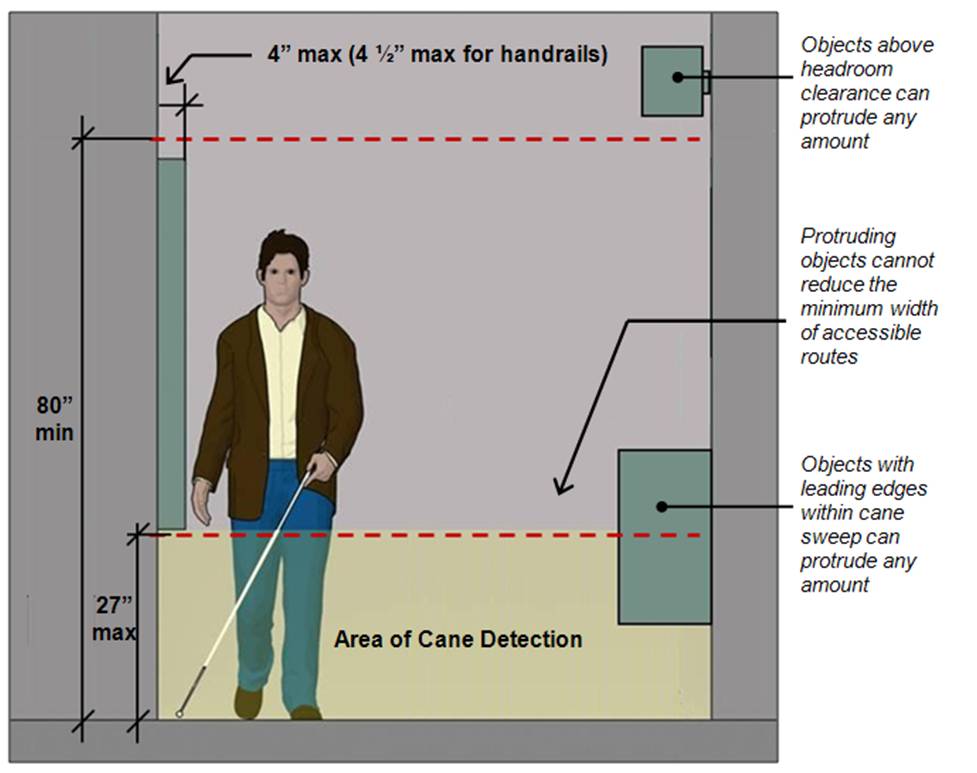 4” max (4 ½” max for handrails)
Objects above
headroom
clearance can
protrude any
amount
Protruding
objects cannot
reduce the
minimum width
of accessible
routes
80”
min
Objects with
leading edges
within cane
sweep can
protrude any
amount
27”
max
Area of Cane Detection